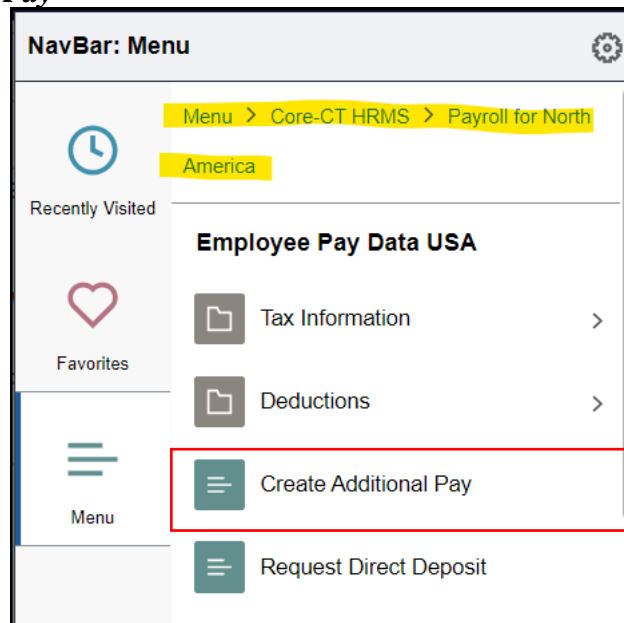 Pay
NavBar: Menu
Menu > Core-CT HRMS > Payroll for North
America
Recently Visited
Employee Pay Data USA
Tax Information
Favorites
Deductions
Create Additional Pay
Menu
Request Direct Deposit